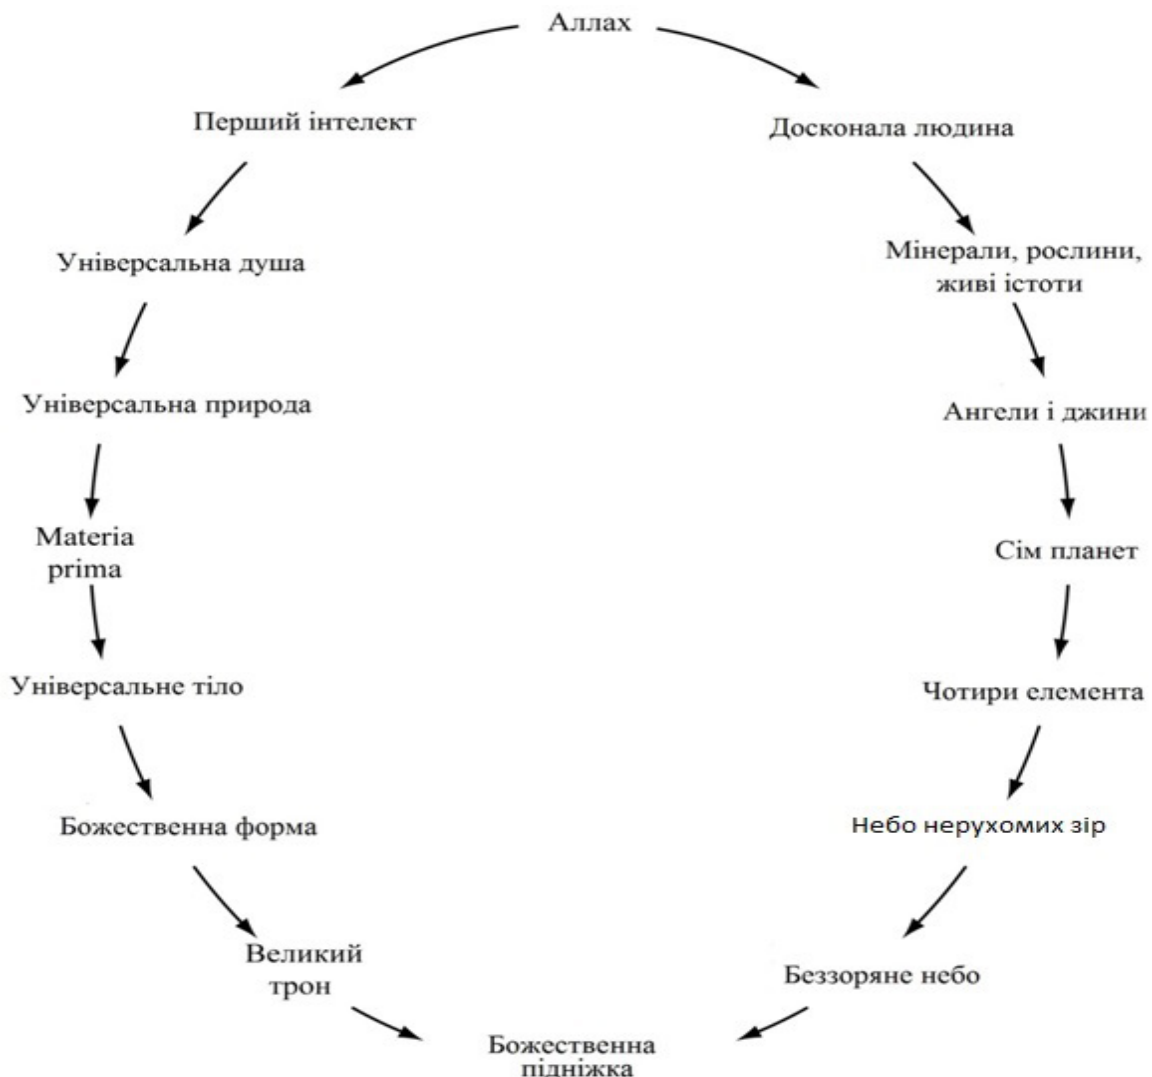 Аллах
Перший інтелект
Досконала людина
Універсальна душа
Мінерали, рослини,
живі істоти
Універсальна природа
Ангели і джини
Materia
prima
Сім планет
Універсальне тіло
Чотири елемента
Божественна форма
Небо нерухомих зір
Великий
трон
Беззоряне небо
Божественна
підніжка